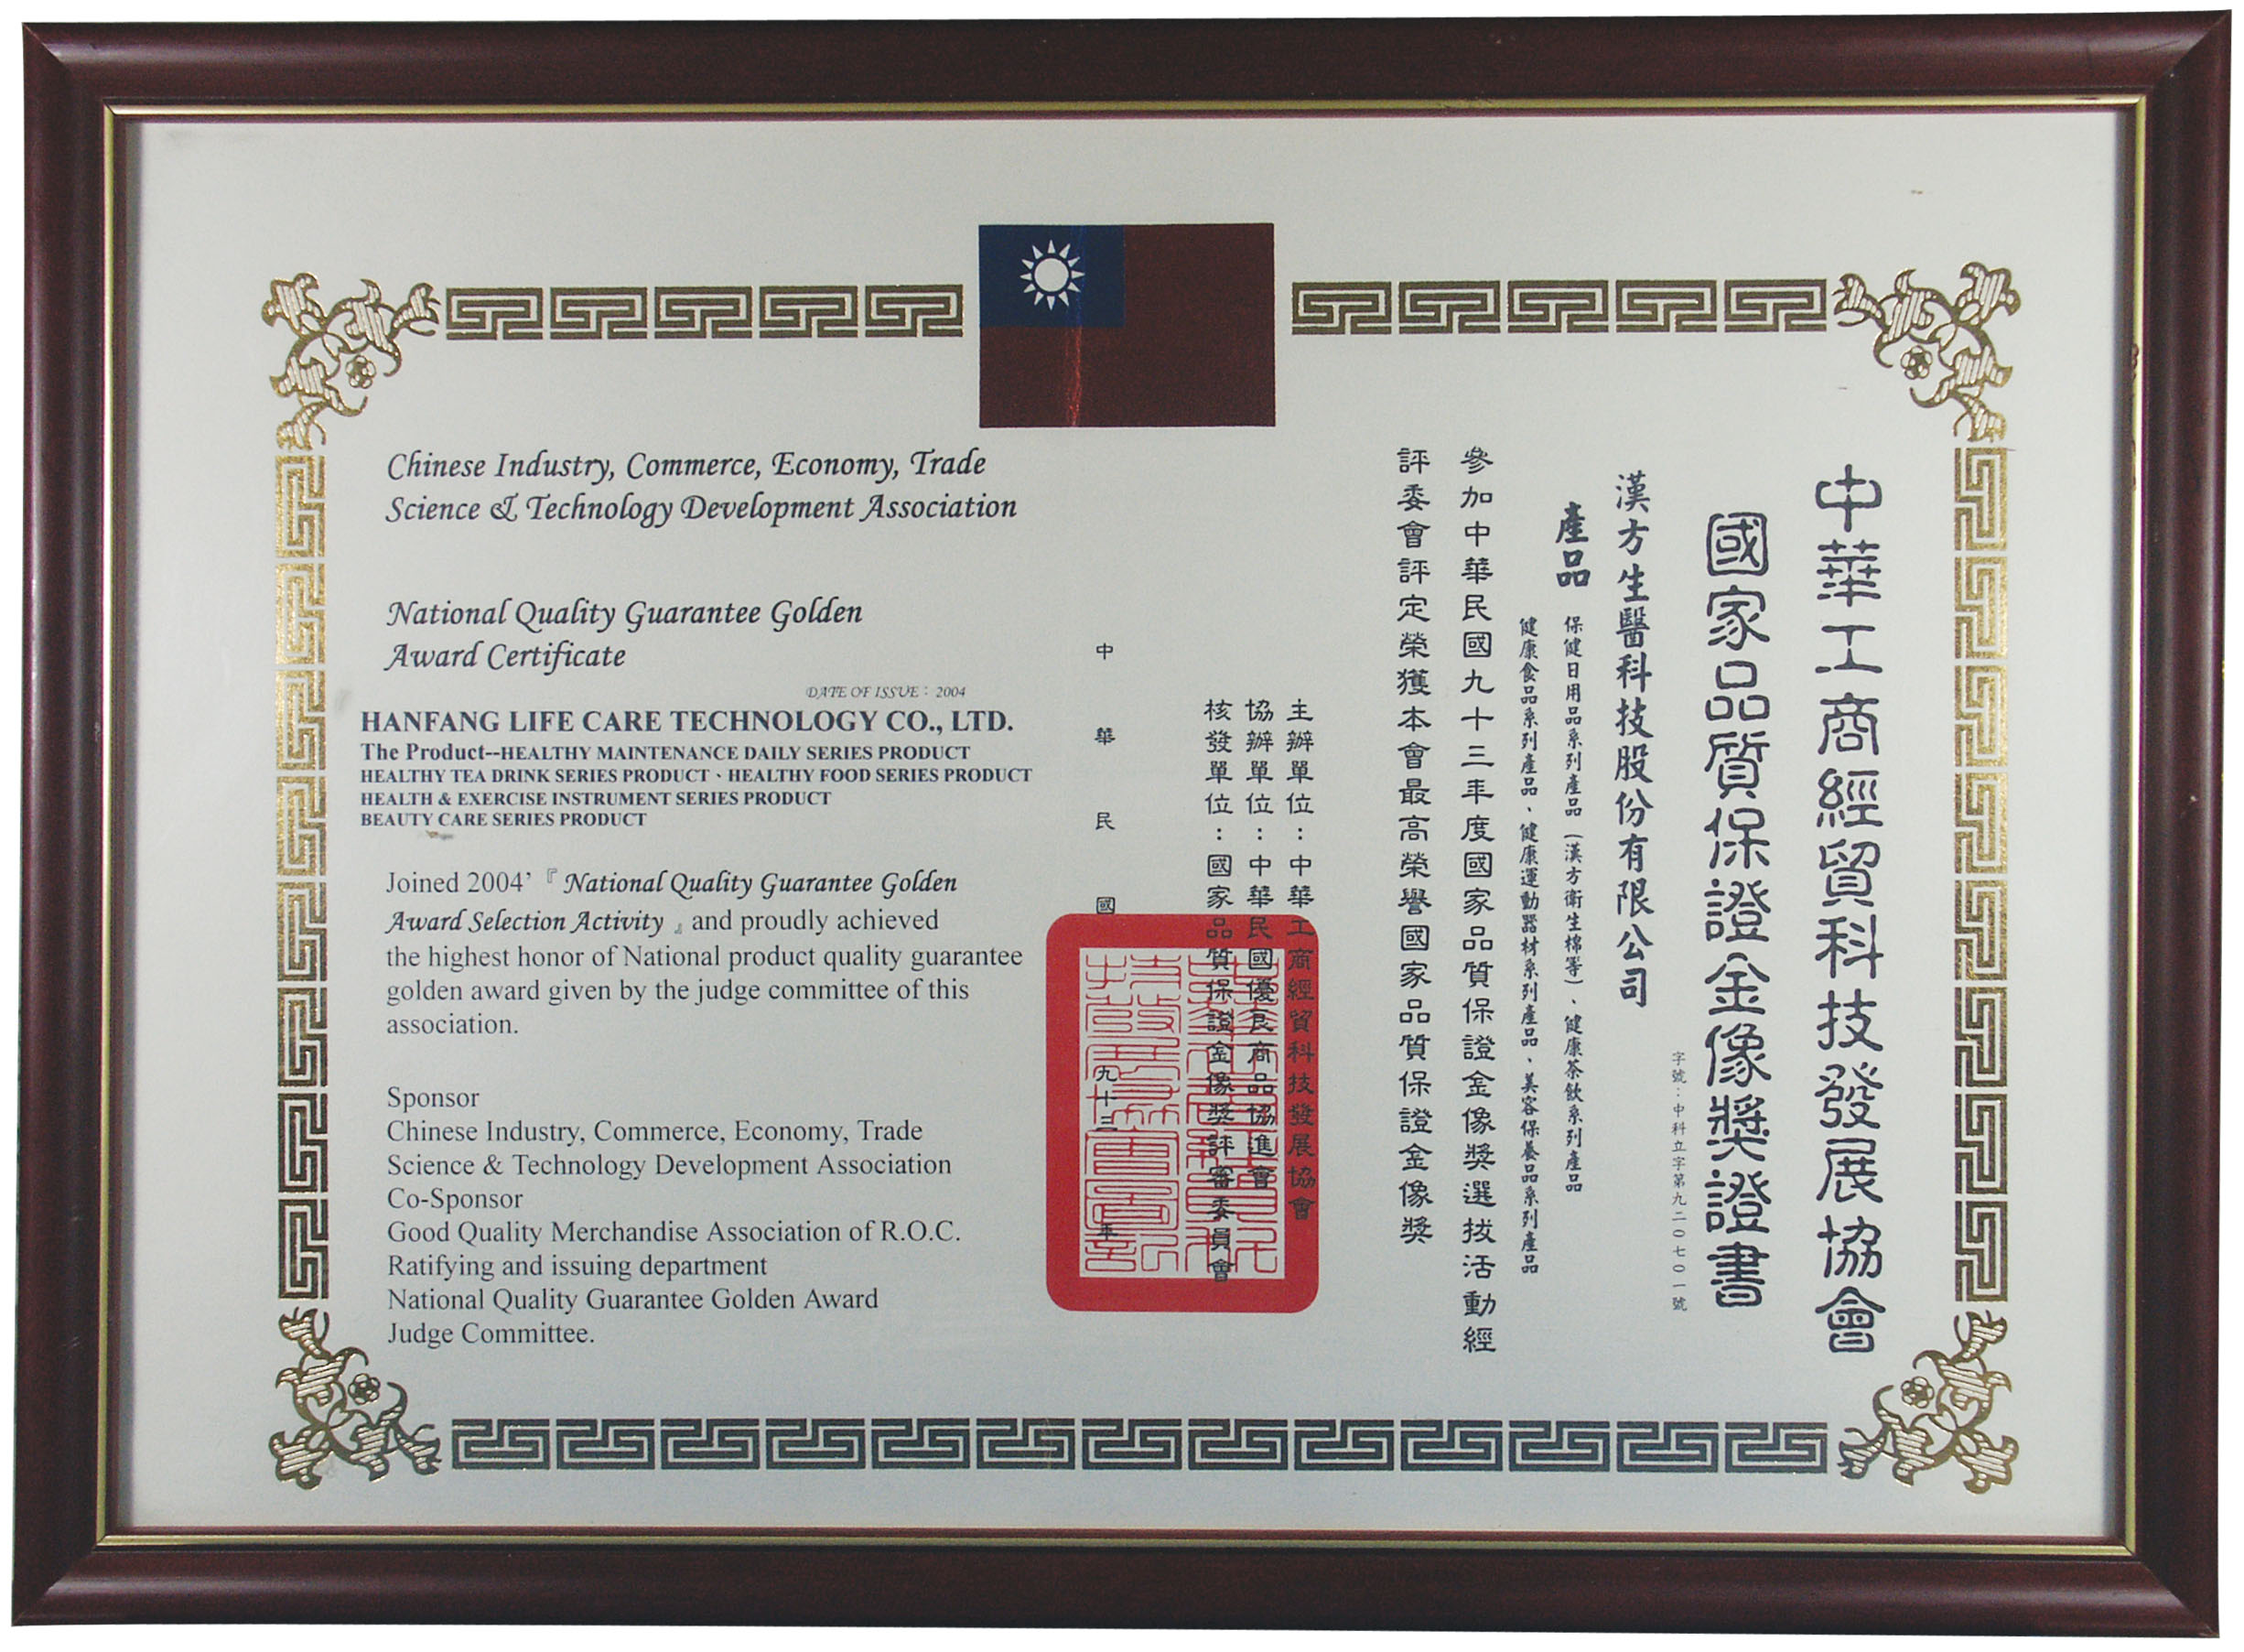 Chinese Industry, Commerce, Economy, Trade
Science & Technology Development Association
National Quality Guarantee Golden
Award Certificate
DATE OF ISSUE：2004
HANFANG LIFE CARE TECHNOLOGY CO., LTD.
The Product--HEALTHY MAINTENANCE DAILY SERIES PRODUCT
HEALTHY TEA DRINK SERIES PRODUCT、HEALTHY FOOD SERIES PRODUCT
HEALTH & EXERCISE INSTRUMENT SERIES PRODUCT
BEAUTY CARE SERIES PRODUCT
Joined 2004’『National Quality Guarantee Golden
Award Selection Activity』and proudly achieved
the highest honor of National product quality guarantee
golden award given by the judge committee of this
association.
Sponsor
Chinese Industry, Commerce, Economy, Trade
Science & Technology Development Association
Co-Sponsor
Good Quality Merchandise Association of R.O.C.
Ratifying and issuing department
National Quality Guarantee Golden Award
Judge Committee.
中華工商經貿科技發展協會
國家品質保證金像獎證書
字號：中科立字第九二０七０一號
漢方生醫科技股份有限公司
產品
保健日用品系列產品（漢方衛生棉等）、健康茶飲系列產品
健康食品系列產品、健康運動器材系列產品、美容保養品系列產品
參加中華民國九十三年度國家品質保證金像獎選拔活動經
評委會評定榮獲本會最高榮譽國家品質保證金像獎
主辦單位：中華工商經貿科技發展協會
協辦單位：中華民國優良商品協進會
核發單位：國家品質保證金像獎評審委員會
中華民國九十三年